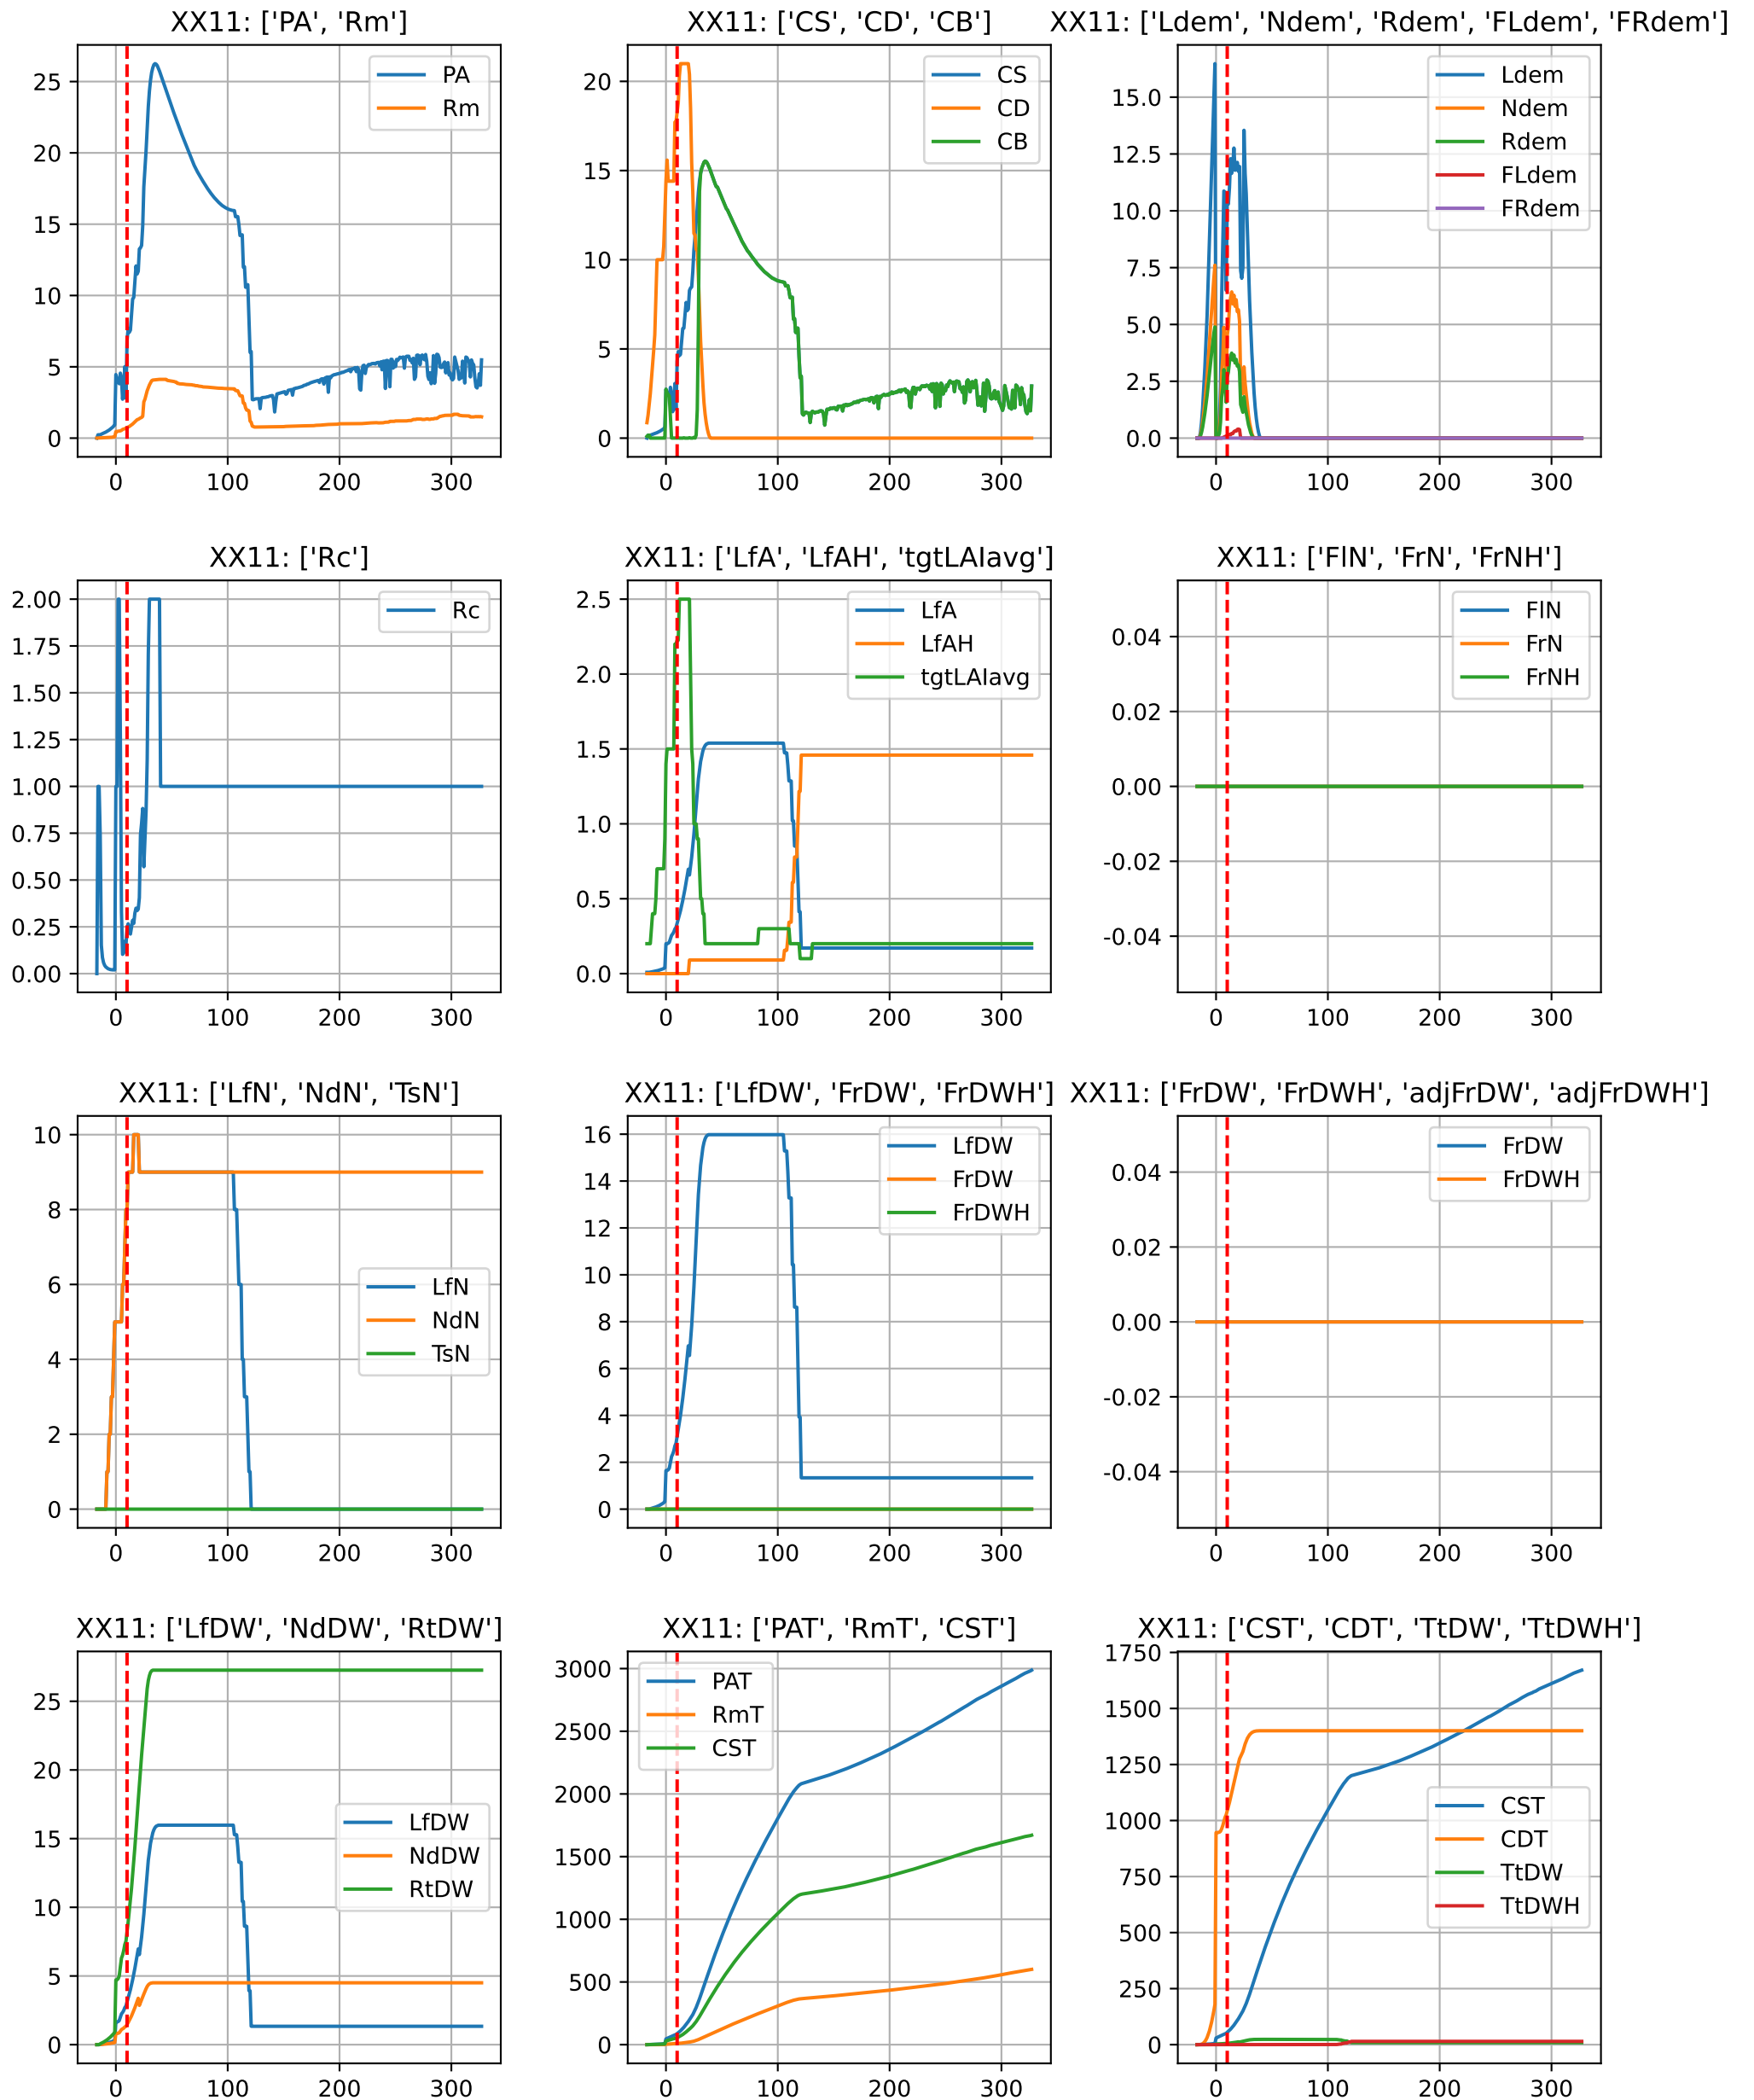 XX11: ['PA', 'Rm']
25
20
15
10
5
0
0 100 200 300
PA
Rm
XX11: ['CS', 'CD', 'CB']
20
15
10
5
0
0 100 200 300
CS
CD
CB
XX11: ['Ldem', 'Ndem', 'Rdem', 'FLdem', 'FRdem']
15.0
12.5
10.0
7.5
5.0
2.5
0.0
0 100 200 300
Ldem
Ndem
Rdem
FLdem
FRdem
XX11: ['Rc']
2.00
1.75
1.50
1.25
1.00
0.75
0.50
0.25
0.00
0 100 200 300
Rc
XX11: ['LfA', 'LfAH', 'tgtLAIavg']
2.5
2.0
1.5
1.0
0.5
0.0
0 100 200 300
LfA
LfAH
tgtLAIavg
XX11: ['FlN', 'FrN', 'FrNH']
0.04
0.02
0.00
-0.02
-0.04
0 100 200 300
FlN
FrN
FrNH
XX11: ['LfN', 'NdN', 'TsN']
10
8
6
4
2
0
0 100 200 300
LfN
NdN
TsN
XX11: ['LfDW', 'FrDW', 'FrDWH']
16
14
12
10
8
6
4
2
0
0 100 200 300
LfDW
FrDW
FrDWH
XX11: ['FrDW', 'FrDWH', 'adjFrDW', 'adjFrDWH']
0.04
0.02
0.00
-0.02
-0.04
0 100 200 300
FrDW
FrDWH
XX11: ['LfDW', 'NdDW', 'RtDW']
25
20
15
10
5
0
0 100 200 300
LfDW
NdDW
RtDW
XX11: ['PAT', 'RmT', 'CST']
3000
2500
2000
1500
1000
500
0
0 100 200 300
PAT
RmT
CST
XX11: ['CST', 'CDT', 'TtDW', 'TtDWH']
1750
1500
1250
1000
750
500
250
0
0 100 200 300
CST
CDT
TtDW
TtDWH